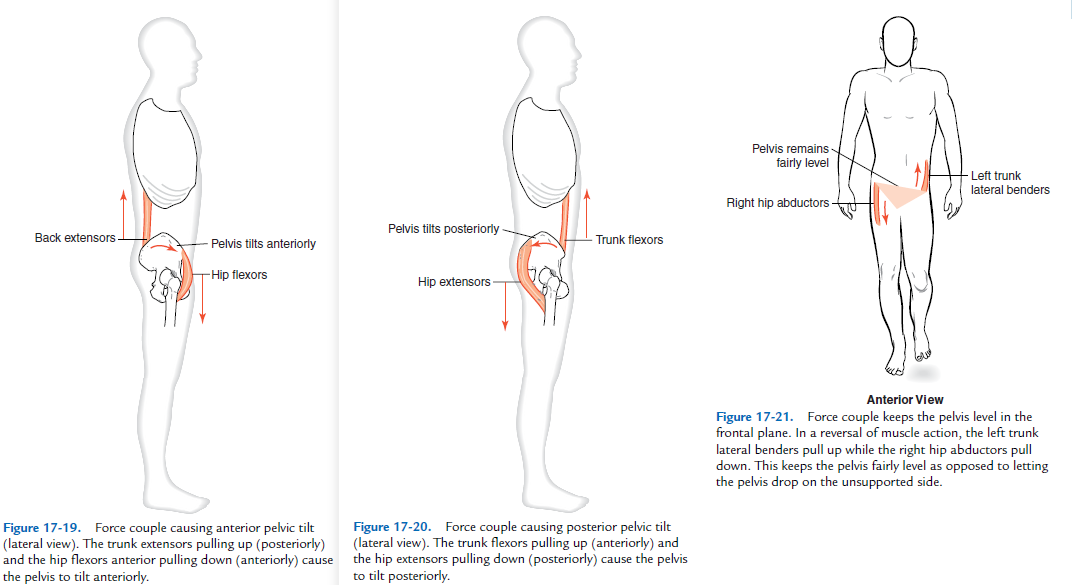 Back extensors
Pelvis tilts anteriorly
Hip flexors
Figure 17-19. Force couple causing anterior pelvic tilt
(lateral view). The trunk extensors pulling up (posteriorly)
and the hip flexors anterior pulling down (anteriorly) cause
the pelvis to tilt anteriorly.
Pelvis tilts posteriorly
Trunk flexors
Hip extensors
Figure 17-20. Force couple causing posterior pelvic tilt
(lateral view). The trunk flexors pulling up (anteriorly) and
the hip extensors pulling down (posteriorly) cause the pelvis
to tilt posteriorly.
Pelvis remains
fairly level
Left trunk
lateral benders
Right hip abductors
Anterior View
Figure 17-21. Force couple keeps the pelvis level in the
frontal plane. In a reversal of muscle action, the left trunk
lateral benders pull up while the right hip abductors pull
down. This keeps the pelvis fairly level as opposed to letting
the pelvis drop on the unsupported side.